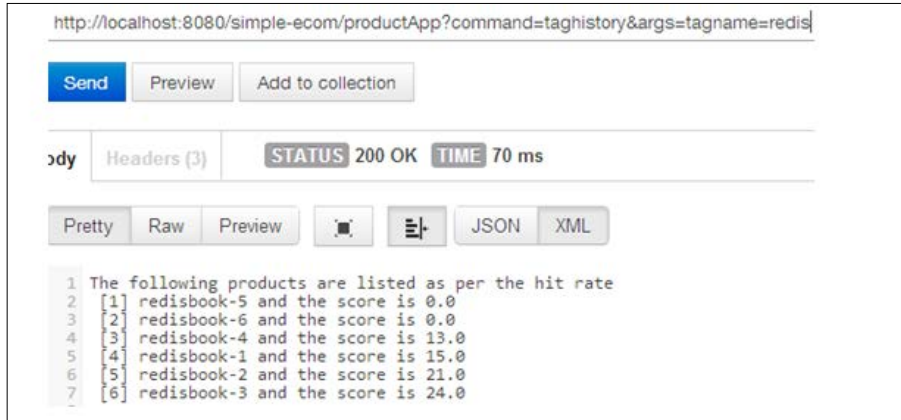 http://localhost:8080/simple-ecom/productApp?command=taghistory&args=tagname=redis
Send Preview Add to collection
ody Headers (3) STATUS 200 OK TIME 70 ms
Pretty Raw Preview JSON XML
1 The following products are listed as per the hit rate
2 [1] redisbook-5 and the score is 0.0
3 [2] redisbook-6 and the score is 0.0
4 [3] redisbook-4 and the score is 13.0
5 [4] redisbook-1 and the score is 15.0
6 [5] redisbook-2 and the score is 21.0
7 [6] redisbook-3 and the score is 24.0